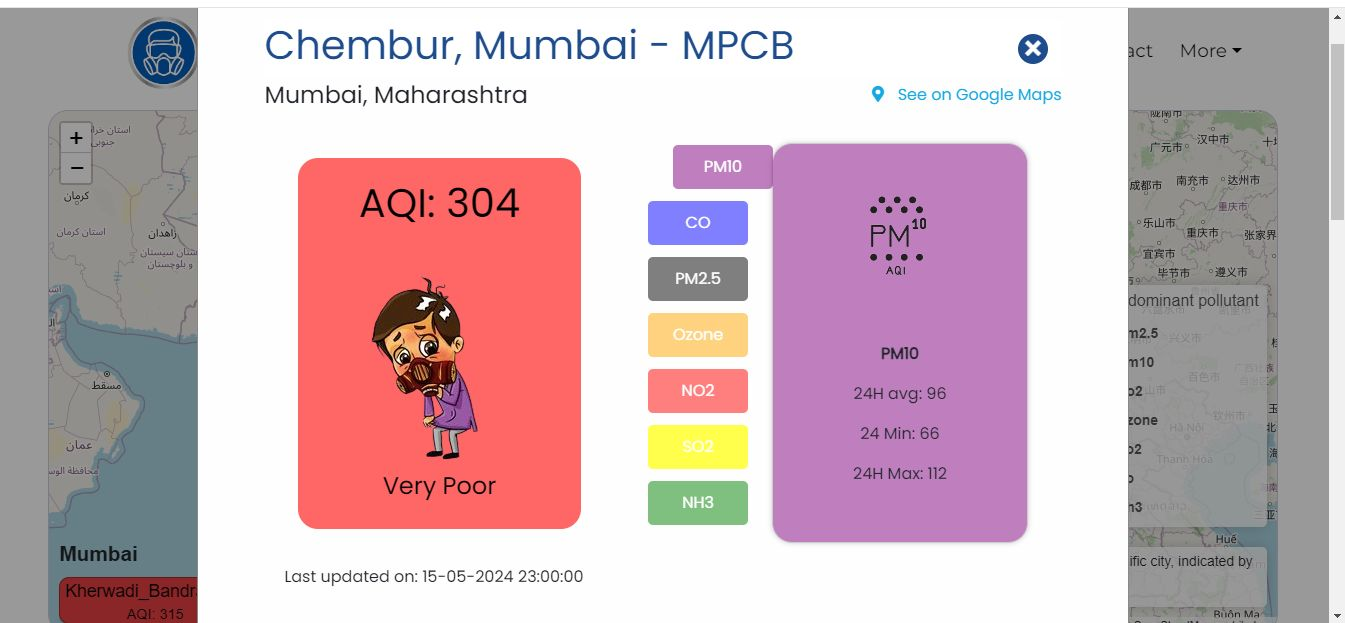 Chembur, Mumbai - MPCB
act
More
Mumbai, Maharashtra
See on Google Maps
+
−
استان خرا
جنوبی
کرمان
استان کرمان
زاهدان
استان سیستان
و بلوچستان
مسقط
عمان
محافظة الوس
AQI: 304
Very Poor
PM10
CO
PM2.5
Ozone
NO2
SO2
NH3
PM10
AQI
PM10
24H avg: 96
24 Min: 66
24H Max: 112
Last updated on: 15-05-2024 23:00:00
Mumbai
Kherwadi_Bandr
AQI: 315
陇南市
广元市
汉中市
十
成都市
南充市
达州市
重庆市
乐山市
重庆市
张家界
宜宾市
毕节市
遵义市
dominant pollutant
m2.5
兴义市
m10
百色市
o2
钦州市
zone
Hà Nội
o2
Thanh Hóa
o
h3
Huế
ific city, indicated by
Buôn Ma